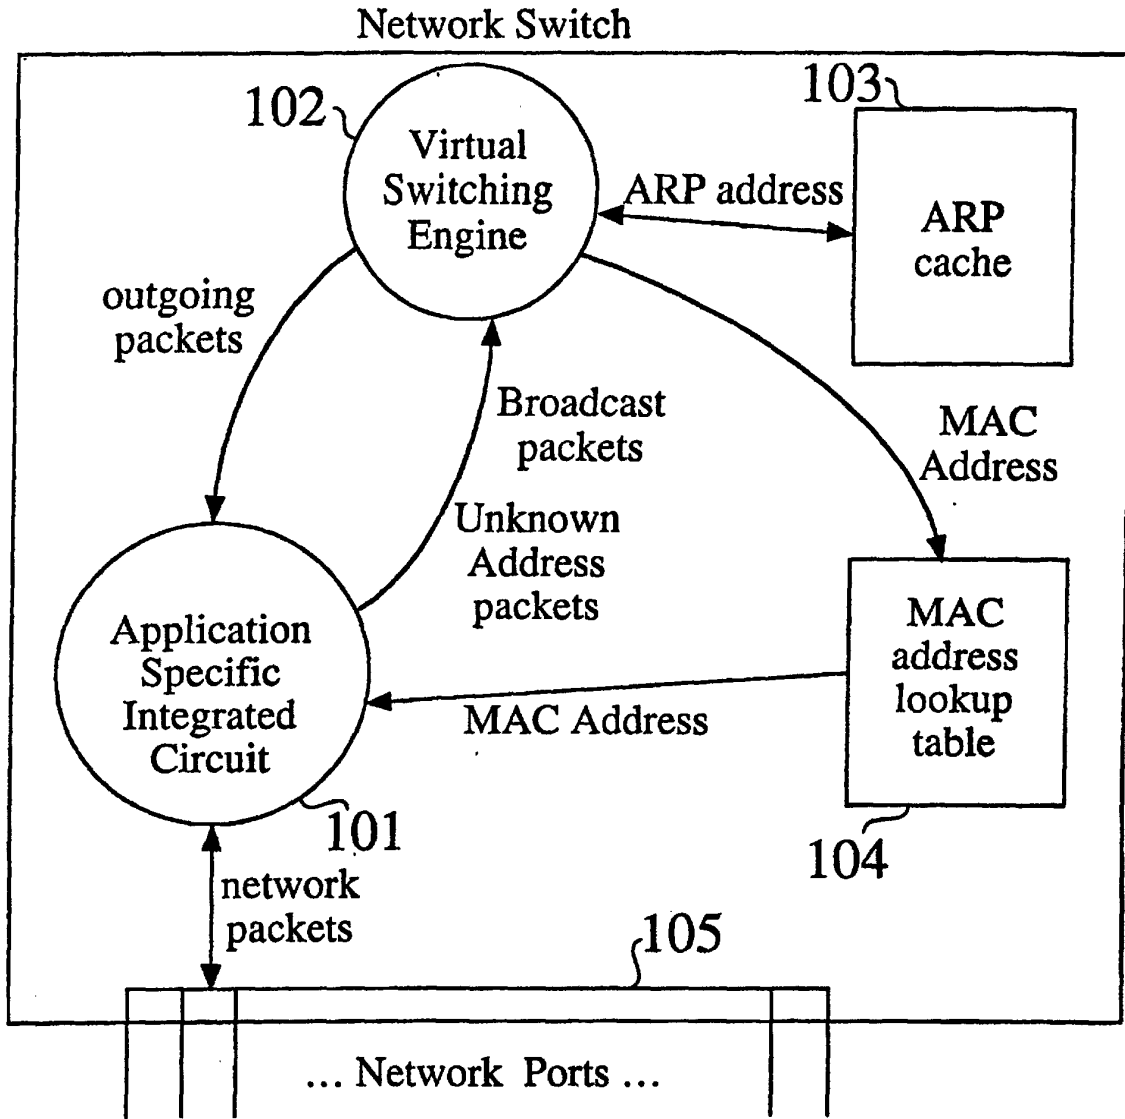 Network Switch
102
103
Virtual
Switching
Engine
ARP address
ARP
cache
outgoing
packets
Broadcast
packets
MAC
Address
Unknown
Address
packets
Application
Specific
Integrated
Circuit
MAC
address
lookup
table
MAC Address
101
104
network
packets
105
... Network Ports ...